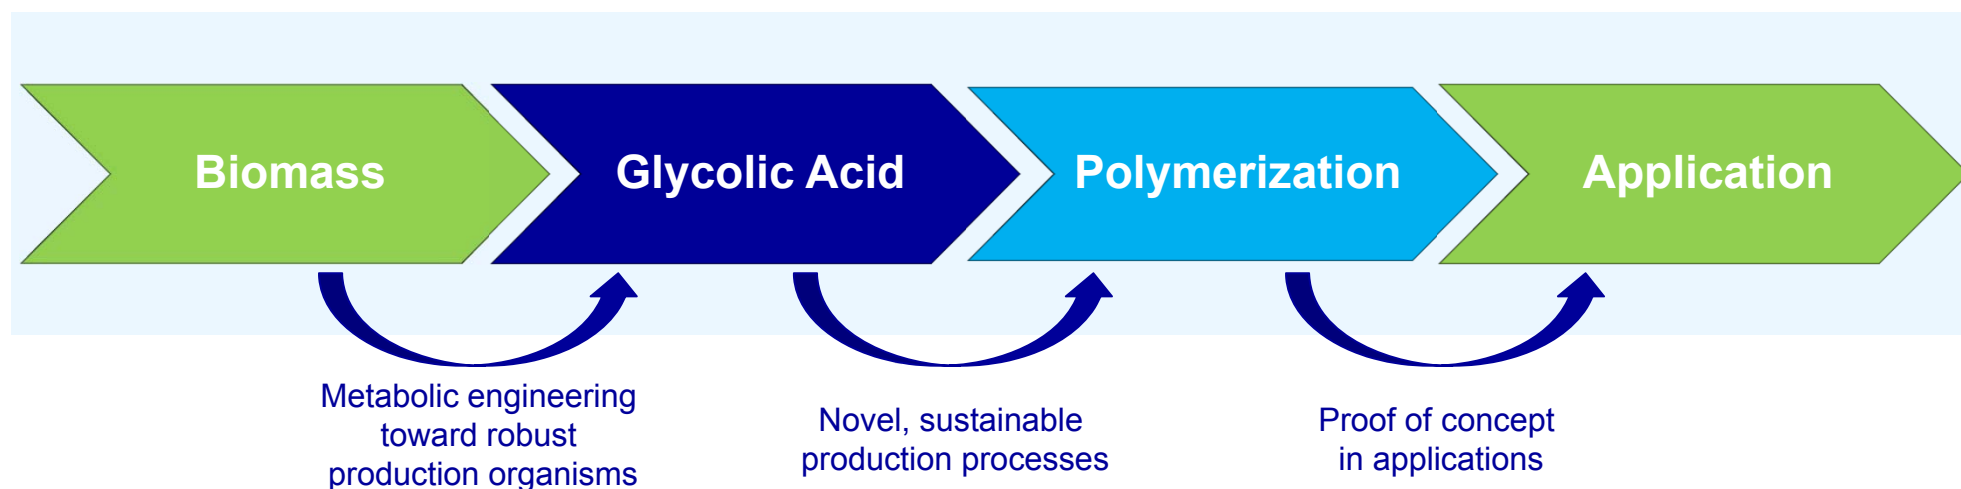 Biomass
Glycolic Acid
Polymerization
Application
Metabolic engineering
toward robust
production organisms
Novel, sustainable
production processes
Proof of concept
in applications